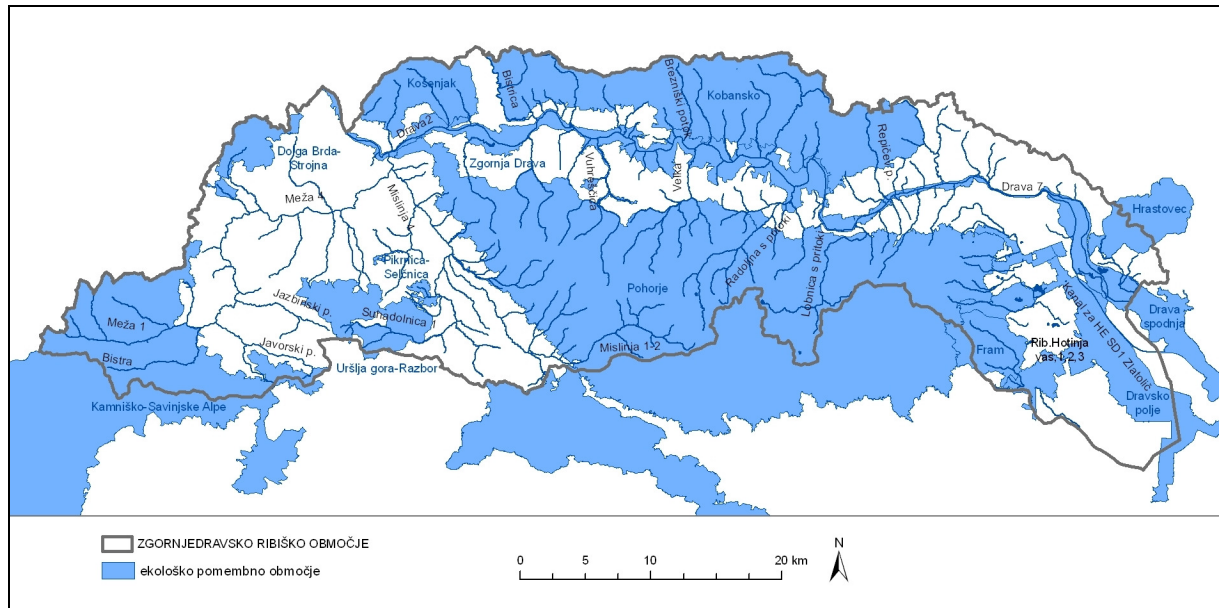 Košenjak
Bistrica
Brezniški potok
Kobansko
Drava2
Repičev p.
Dolga Brda-
Strojna
Zgornja Drava
Vuhreščica
Velka
Drava 7
Meža 4
Mislinja 4
Hrastovec
Pikrnica-
Selčnica
Radoljna s pritoki
Lobnica s pritoki
Pohorje
Kanal za HE SD1 Zlatoličje
Jazbinski p.
Suhadolnica 1
Meža 1
Drava
spodnja
Javorski p.
Mislinja 1-2
Fram
Rib.Hotinja
vas,1,2,3
Bistra
Uršlja gora-Razbor
Dravsko
polje
Kamniško-Savinjske Alpe
ZGORNJEDRAVSKO RIBIŠKO OBMOČJE
ekološko pomembno območje
0 5 10 20 km
N